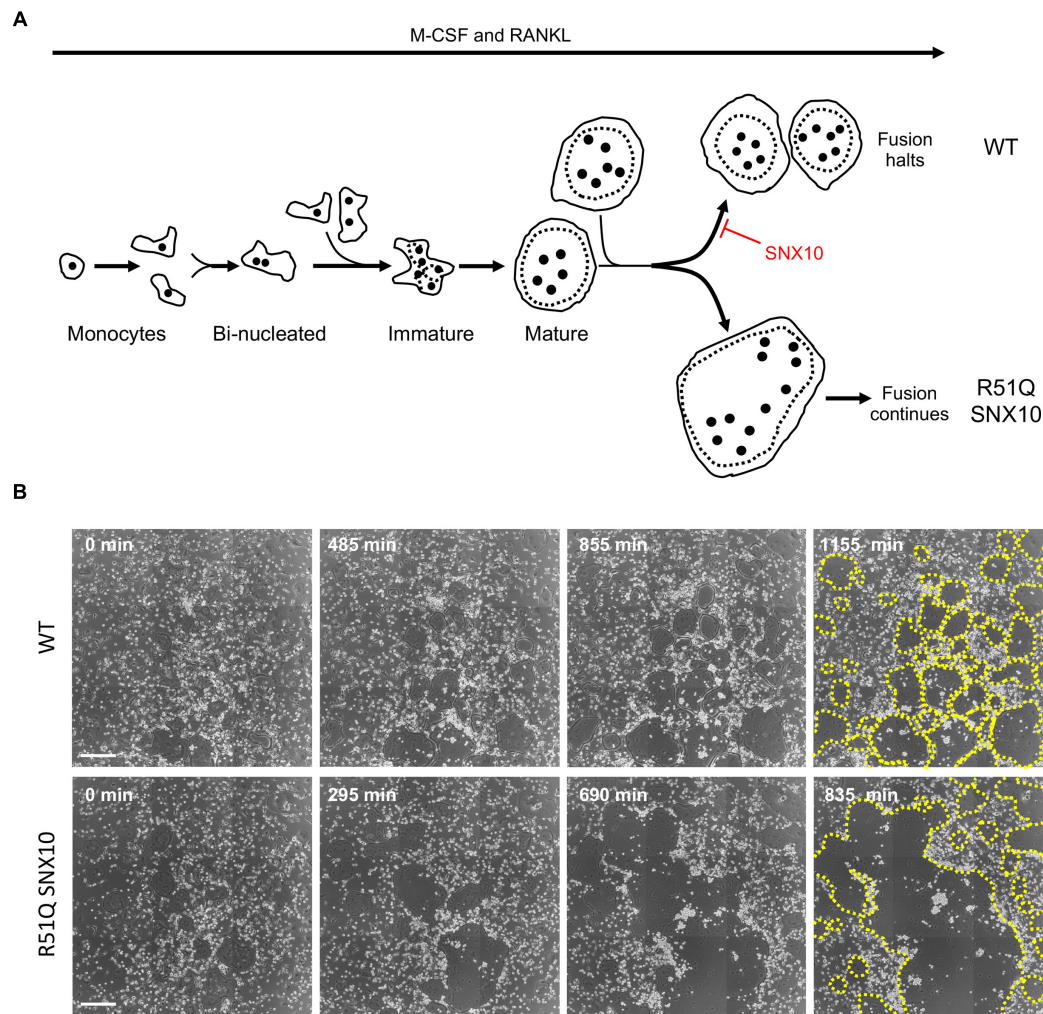 A
M-CSF and RANKL
Fusion
halts
WT
SNX10
Monocytes
Bi-nucleated
Immature
Mature
Fusion
continues
R51Q
SNX10
B
WT
0 min
485 min
855 min
1155 min
R51Q SNX10
0 min
295 min
690 min
835 min